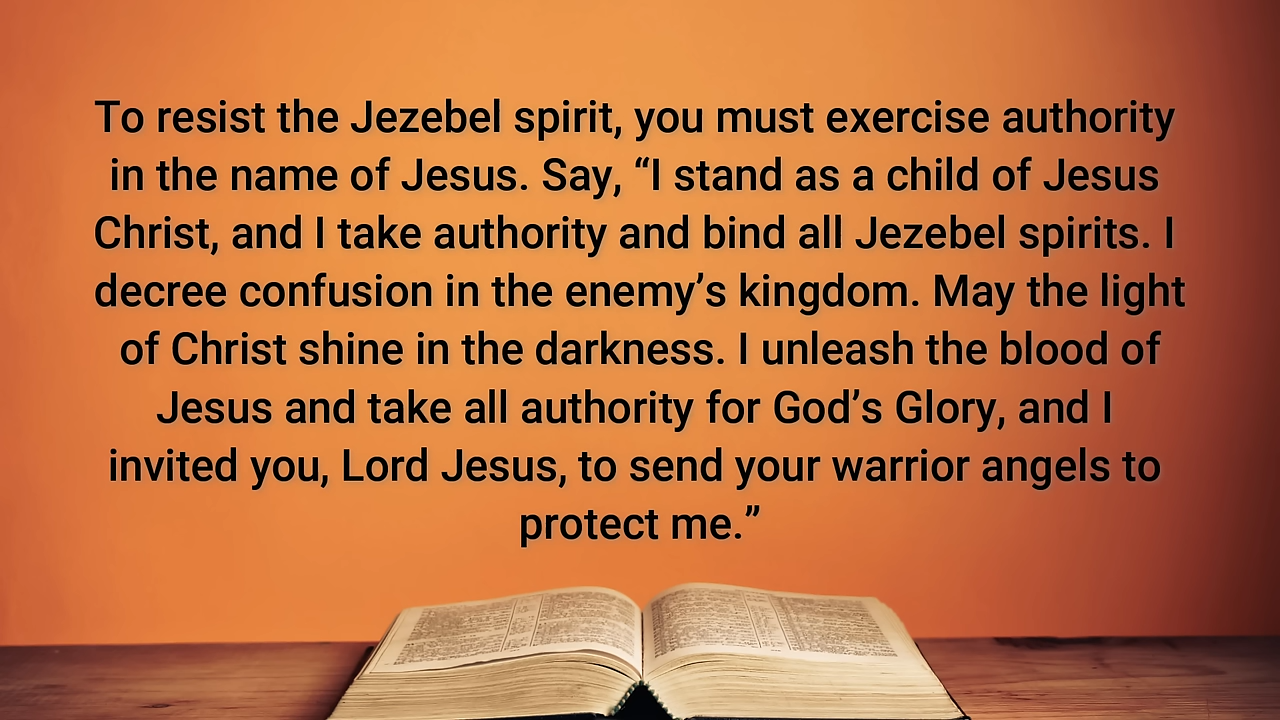 To resist the Jezebel spirit, you must exercise authority
in the name of Jesus. Say, “I stand as a child of Jesus
Christ, and I take authority and bind all Jezebel spirits. I
decree confusion in the enemy’s kingdom. May the light
of Christ shine in the darkness. I unleash the blood of
Jesus and take all authority for God’s Glory, and I
invited you, Lord Jesus, to send your warrior angels to
protect me.”